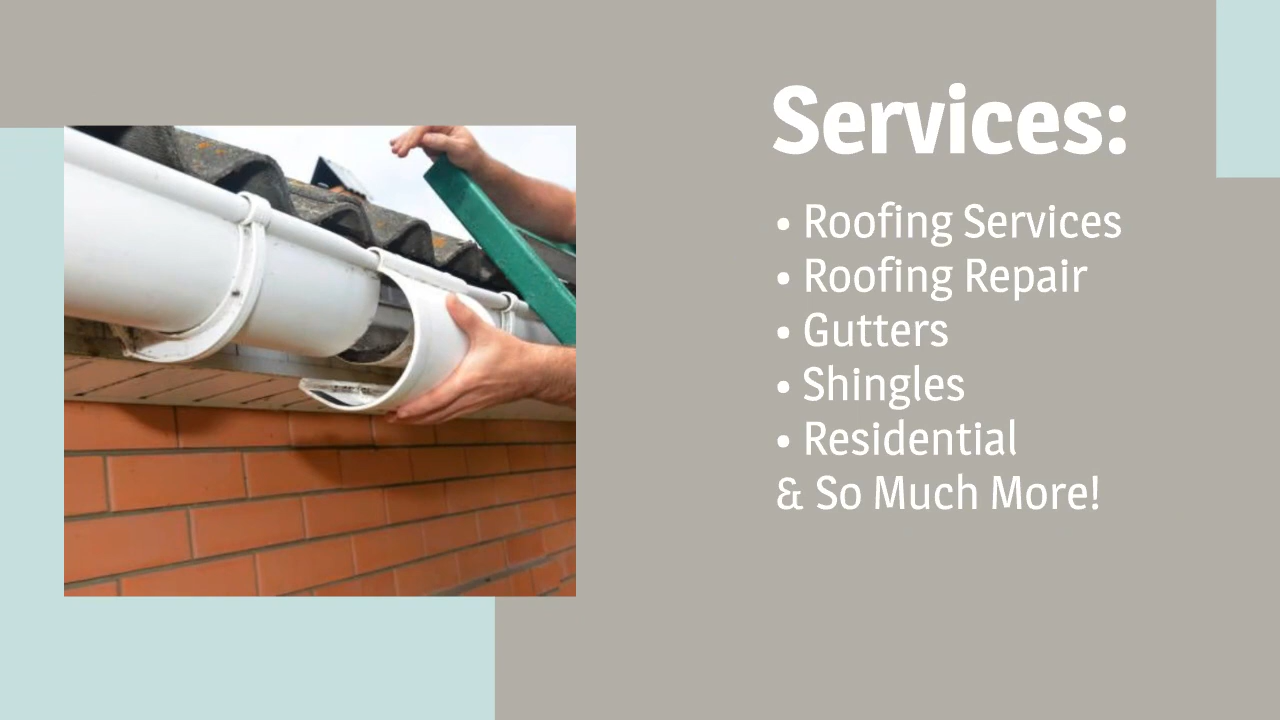 Services:
• Roofing Services
• Roofing Repair
• Gutters
• Shingles
• Residential
& So Much More!